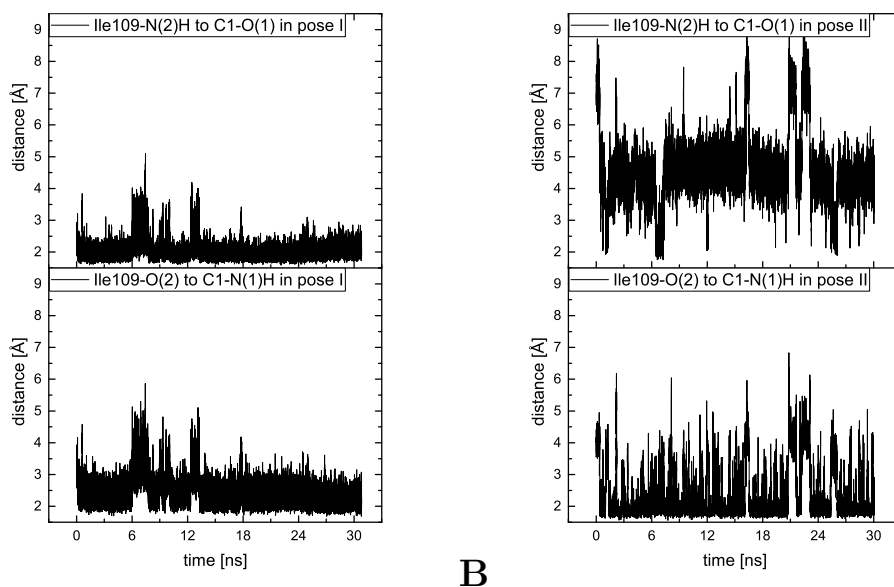 Ile109-N(2)H to C1-O(1) in pose I
9
8
7
6
5
4
3
2
distance [Å]
Ile109-O(2) to C1-N(1)H in pose I
9
8
7
6
5
4
3
2
distance [Å]
0 6 12 18 24 30
time [ns]
Ile109-N(2)H to C1-O(1) in pose II
9
8
7
6
5
4
3
2
distance [Å]
Ile109-O(2) to C1-N(1)H in pose II
9
8
7
6
5
4
3
2
distance [Å]
0 6 12 18 24 30
time [ns]
B